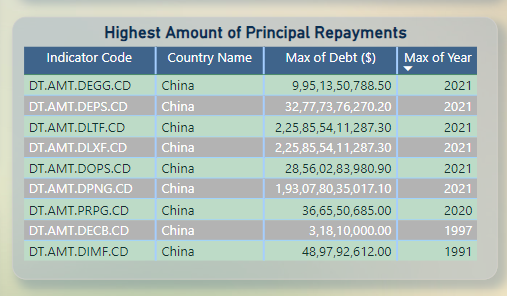 Highest Amount of Principal Repayments
Indicator Code Country Name Max of Debt ($) Max of Year
DT.AMT.DEGG.CD China 9,95,13,50,788.50 2021
DT.AMT.DEPS.CD China 32,77,73,76,270.20 2021
DT.AMT.DLTF.CD China 2,25,85,54,11,287.30 2021
DT.AMT.DLXF.CD China 2,25,85,54,11,287.30 2021
DT.AMT.DOPS.CD China 28,56,02,83,980.90 2021
DT.AMT.DPNG.CD China 1,93,07,80,35,017.10 2021
DT.AMT.PRPG.CD China 36,65,50,685.00 2020
DT.AMT.DECB.CD China 3,18,10,000.00 1997
DT.AMT.DIMF.CD China 48,97,92,612.00 1991